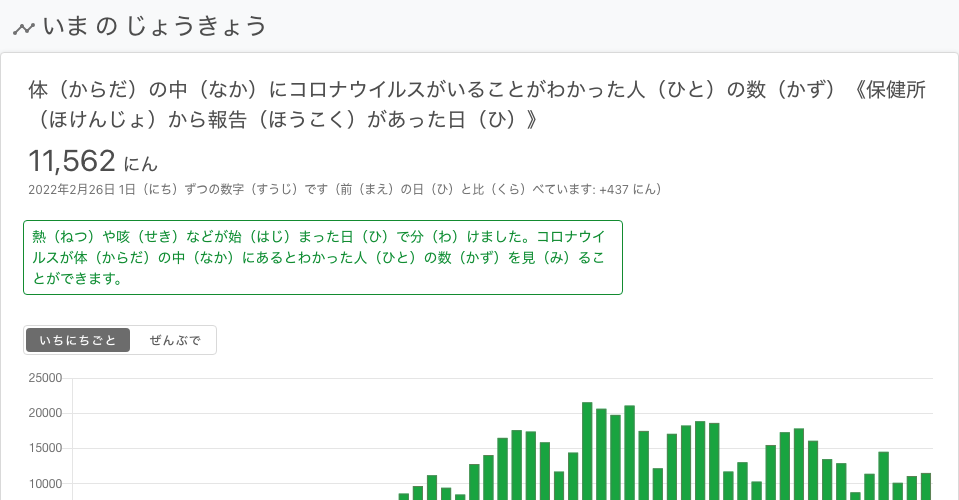 いま の じょうきょう
体（からだ）の中（なか）にコロナウイルスがいることがわかった人（ひと）の数（かず）《保健所
（ほけんじょ）から報告（ほうこく）があった日（ひ）》
11,562 にん
2022年2月26日 1日（にち）ずつの数字（すうじ）です（前（まえ）の日（ひ）と比（くら）べています: +437 にん）
熱（ねつ）や咳（せき）などが始（はじ）まった日（ひ）で分（わ）けました。コロナウイ
ルスが体（からだ）の中（なか）にあるとわかった人（ひと）の数（かず）を見（み）るこ
とができます。
いちにちごと ぜんぶで
25000
20000
15000
10000